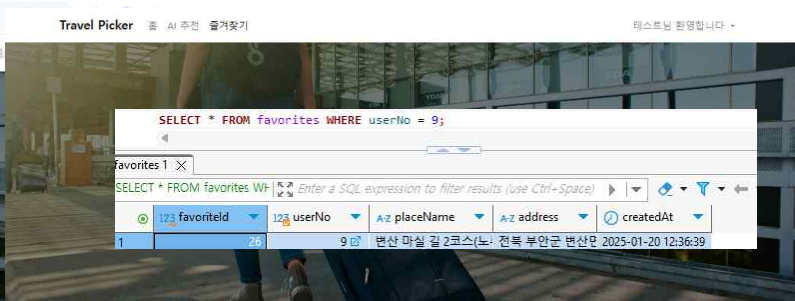 Travel Picker 홈 AI 추천 즐겨찾기 테스트님 환영합니다
SELECT * FROM favorites WHERE userNo = 9;
favorites 1
SELECT * FROM favorites WH Enter a SQL expression to filter results (use Ctrl+Space)
123 favoriteId 123 userNo A-Z placeName A-Z address createdAt
1 26 9 변산 마실 길 2코스(노 전북 부안군 변산면 2025-01-20 12:36:39